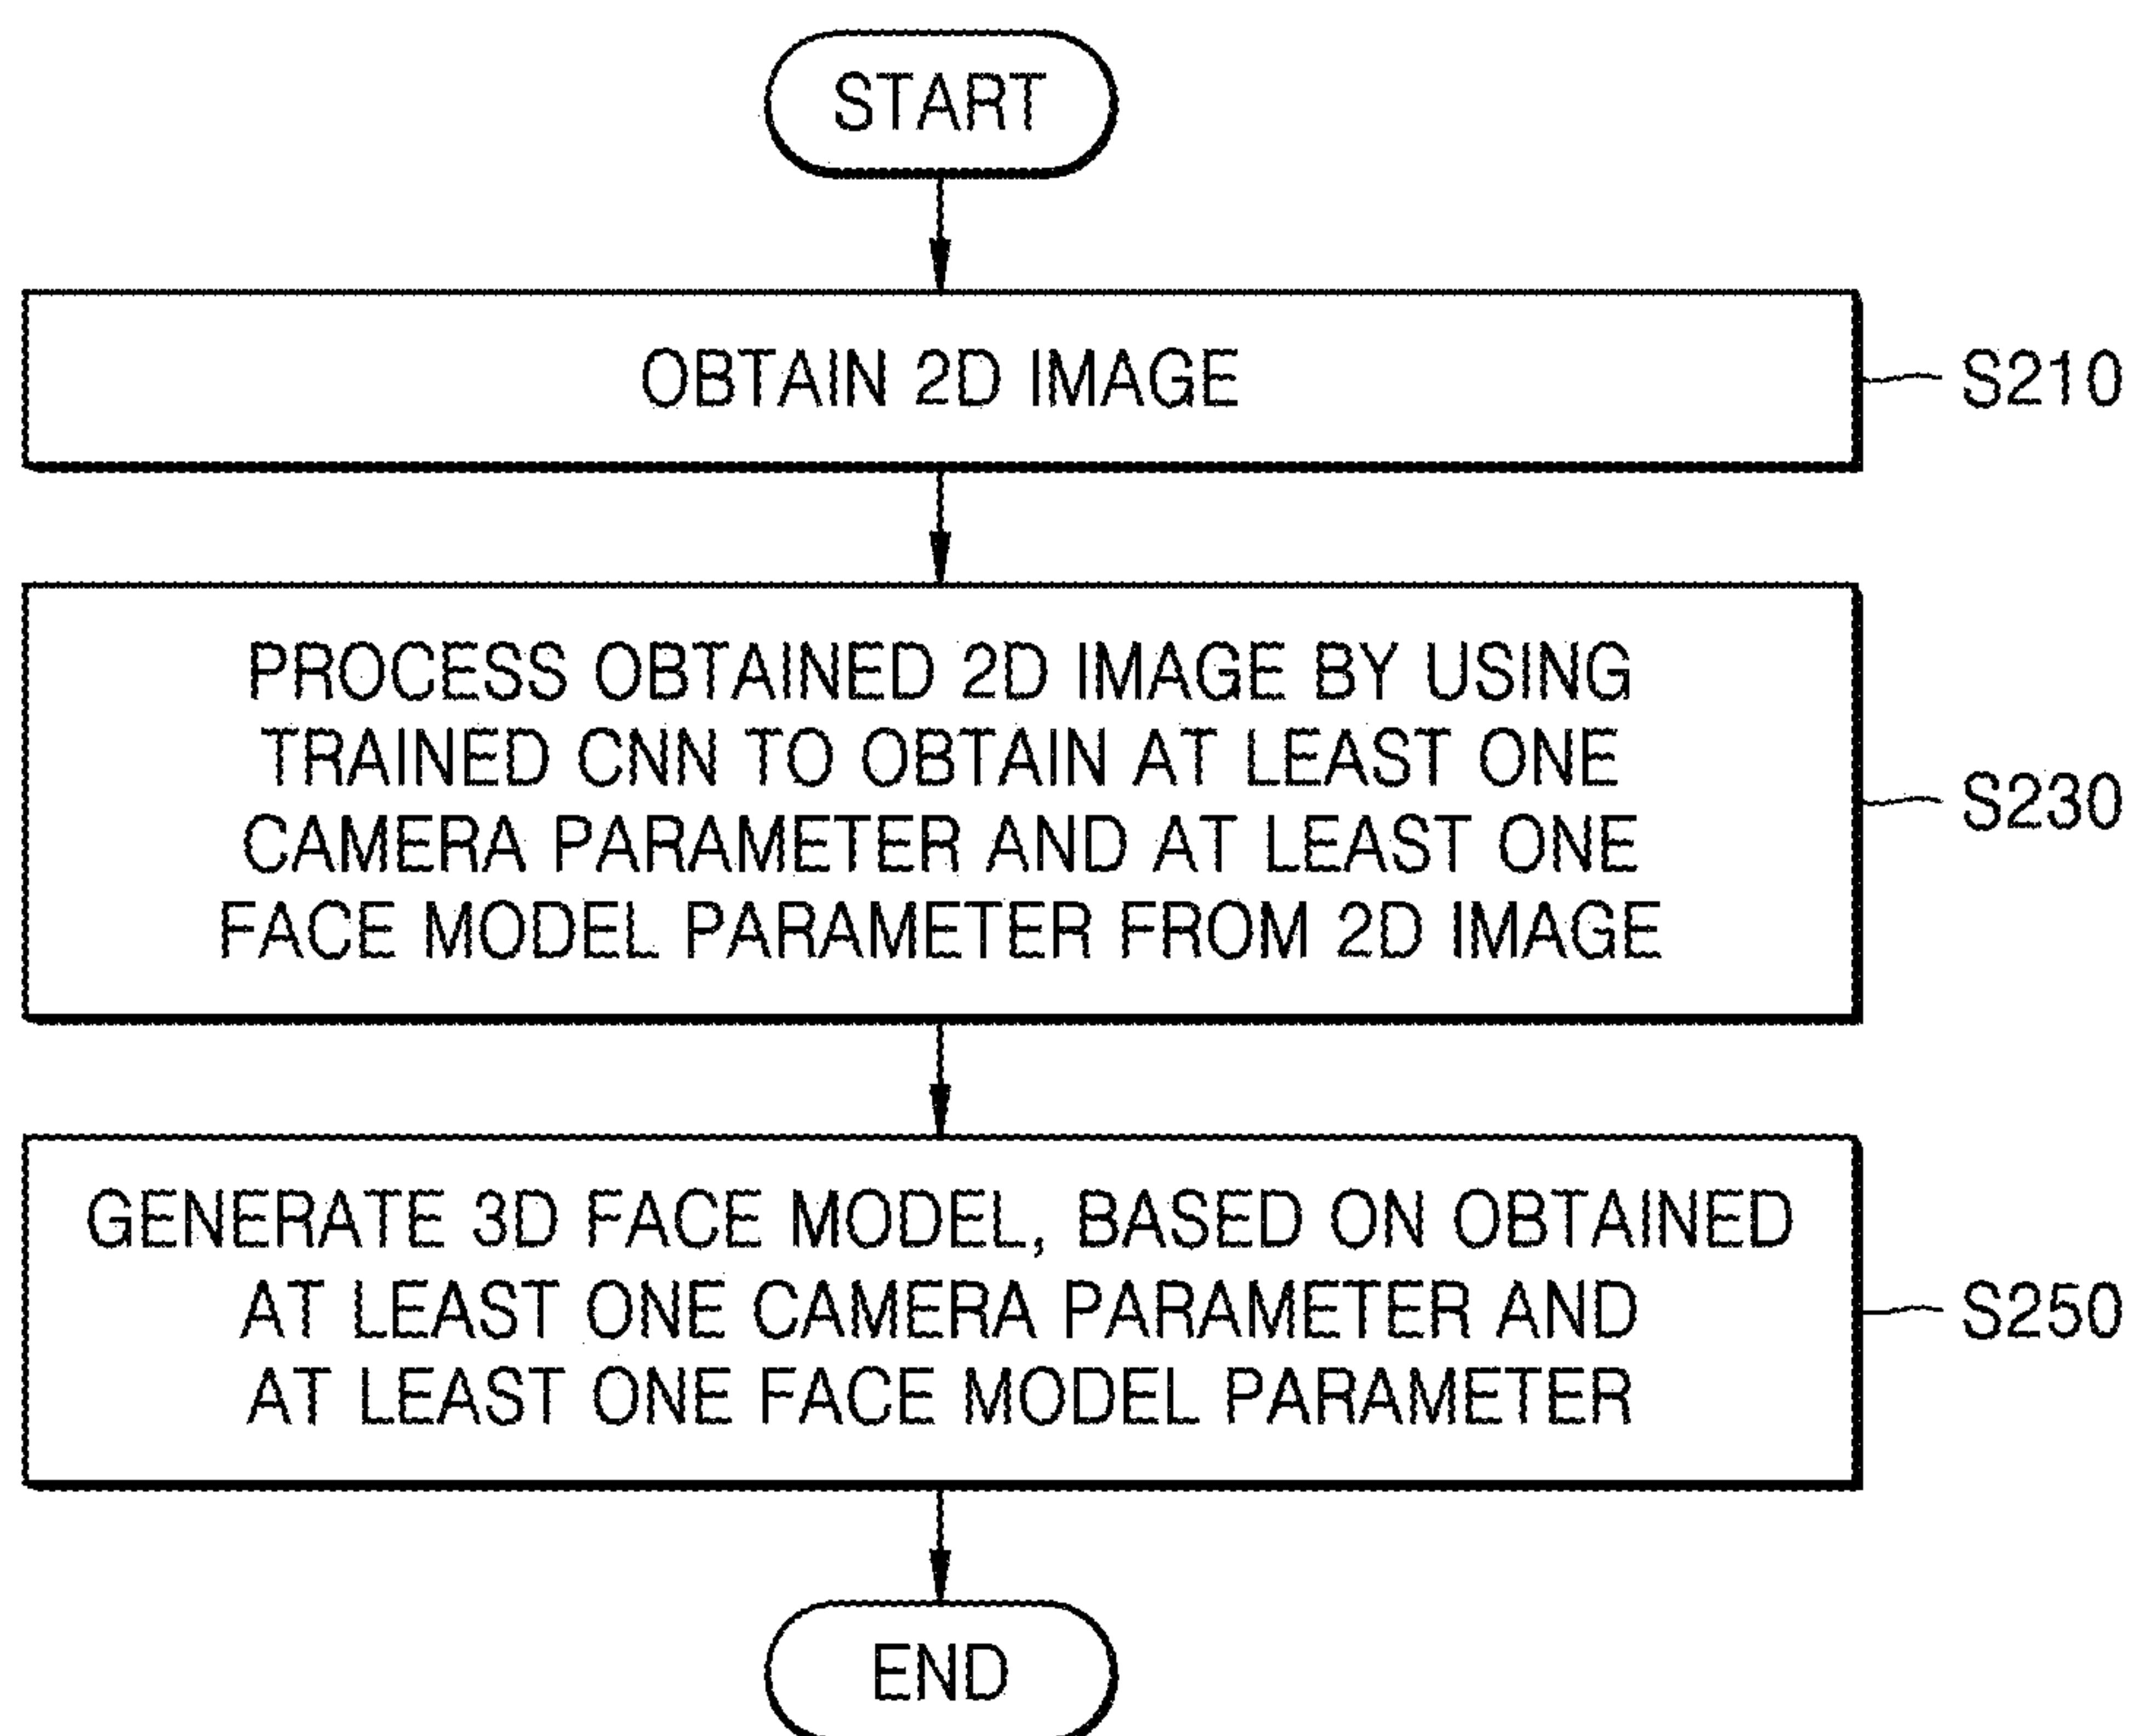 START
OBTAIN 2D IMAGE
S210
PROCESS OBTAINED 2D IMAGE BY USING
TRAINED CNN TO OBTAIN AT LEAST ONE
CAMERA PARAMETER AND AT LEAST ONE
FACE MODEL PARAMETER FROM 2D IMAGE
S230
GENERATE 3D FACE MODEL, BASED ON OBTAINED
AT LEAST ONE CAMERA PARAMETER AND
AT LEAST ONE FACE MODEL PARAMETER
S250
END